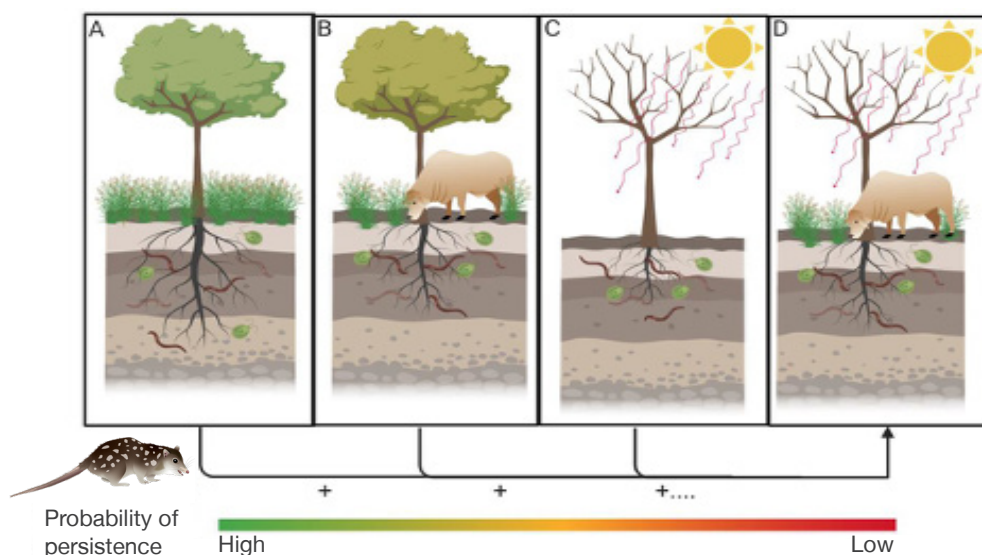 A
B
C
D
+
+
+....
Probability of
persistence
High
Low